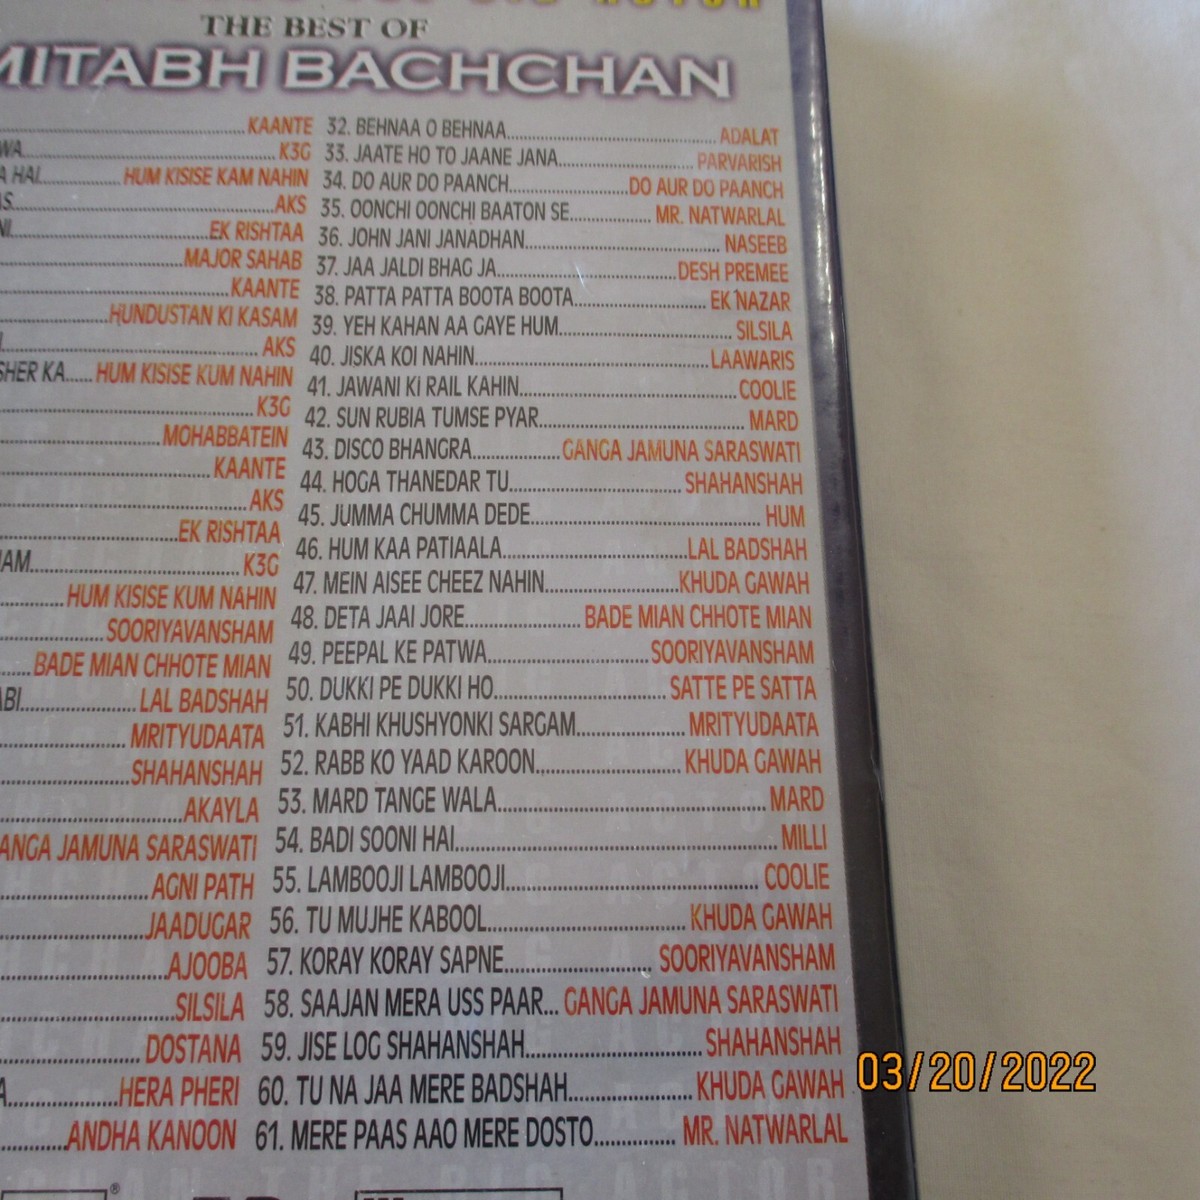 THE BEST OF
MITABH BACHCHAN
KAANTE
WA K3G
A HAI HUM KISISE KAM NAHIN
AS AKS
NI EK RISHTAA
MAJOR SAHAB
KAANTE
HUNDUSTAN KI KASAM
AKS
SHER KA...... HUM KISISE KUM NAHIN
K3G
MOHABBATEIN
KAANTE
AKS
EK RISHTAA
AM K3G
HUM KISISE KUM NAHIN
SOORIYAVANSHAM
BADE MIAN CHHOTE MIAN
ABI LAL BADSHAH
MRITYUDAATA
SHAHANSHAH
AKAYLA
ANGA JAMUNA SARASWATI
AGNI PATH
JAADUGAR
AJOOBA
SILSILA
DOSTANA
A HERA PHERI
ANDHA KANOON
32. BEHNAA O BEHNAA ADALAT
33. JAATE HO TO JAANE JANA PARVARISH
34. DO AUR DO PAANCH DO AUR DO PAANCH
35. OONCHI OONCHI BAATON SE MR. NATWARLAL
36. JOHN JANI JANADHAN NASEEB
37. JAA JALDI BHAG JA DESH PREMEE
38. PATTA PATTA BOOTA BOOTA EK NAZAR
39. YEH KAHAN AA GAYE HUM SILSILA
40. JISKA KOI NAHIN LAAWARIS
41. JAWANI KI RAIL KAHIN COOLIE
42. SUN RUBIA TUMSE PYAR MARD
43. DISCO BHANGRA GANGA JAMUNA SARASWATI
44. HOGA THANEDAR TU SHAHANSHAH
45. JUMMA CHUMMA DEDE HUM
46. HUM KAA PATIAALA LAL BADSHAH
47. MEIN AISEE CHEEZ NAHIN KHUDA GAWAH
48. DETA JAAI JORE BADE MIAN CHHOTE MIAN
49. PEEPAL KE PATWA SOORIYAVANSHAM
50. DUKKI PE DUKKI HO SATTE PE SATTA
51. KABHI KHUSHYONKI SARGAM MRITYUDAATA
52. RABB KO YAAD KAROON KHUDA GAWAH
53. MARD TANGE WALA MARD
54. BADI SOONI HAI MILLI
55. LAMBOOJI LAMBOOJI COOLIE
56. TU MUJHE KABOOL KHUDA GAWAH
57. KORAY KORAY SAPNE SOORIYAVANSHAM
58. SAAJAN MERA USS PAAR... GANGA JAMUNA SARASWATI
59. JISE LOG SHAHANSHAH SHAHANSHAH
60. TU NA JAA MERE BADSHAH KHUDA GAWAH
61. MERE PAAS AAO MERE DOSTO MR. NATWARLAL
03/20/2022